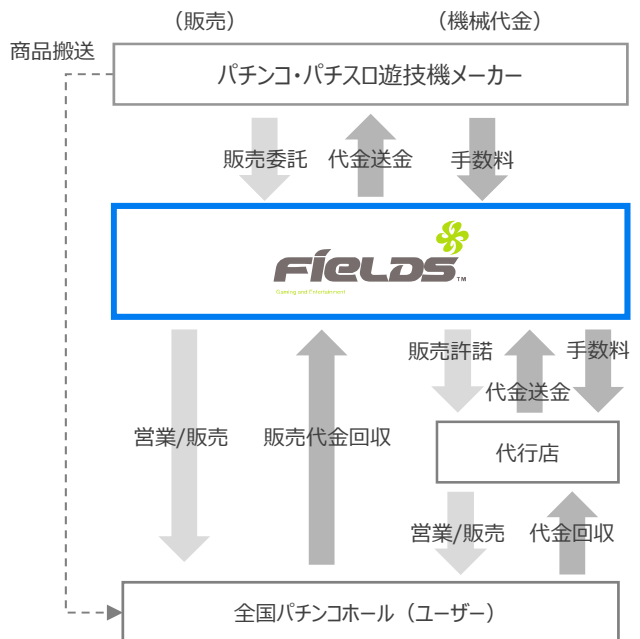 （販売）
（機械代金）
商品搬送
パチンコ・パチスロ遊技機メーカー
販売委託
代金送金
手数料
FIELDS
TM
Gaming and Entertainment
販売許諾
手数料
代金送金
営業/販売
販売代金回収
代行店
営業/販売
代金回収
全国パチンコホール（ユーザー）